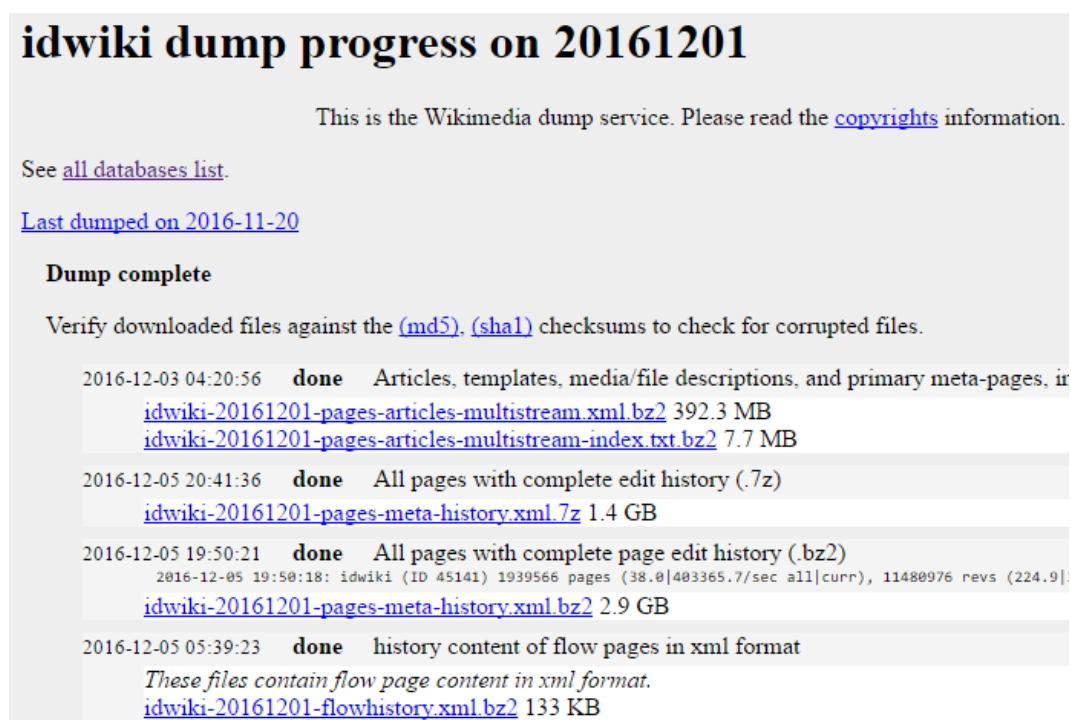 idwiki dump progress on 20161201
This is the Wikimedia dump service. Please read the copyrights information.
See all databases list.
Last dumped on 2016-11-20
Dump complete
Verify downloaded files against the (md5), (sha1) checksums to check for corrupted files.
2016-12-03 04:20:56 done Articles, templates, media/file descriptions, and primary meta-pages,
idwiki-20161201-pages-articles-multistream.xml.bz2 392.3 MB
idwiki-20161201-pages-articles-multistream-index.txt.bz2 7.7 MB
2016-12-05 20:41:36 done All pages with complete edit history (.7z)
idwiki-20161201-pages-meta-history.xml.7z 1.4 GB
2016-12-05 19:50:21 done All pages with complete page edit history (.bz2)
2016-12-05 19:50:18: idwiki (ID 45141) 1939566 pages (38.0|403365.7/sec all|curr), 11480976 revs (224.9|
idwiki-20161201-pages-meta-history.xml.bz2 2.9 GB
2016-12-05 05:39:23 done history content of flow pages in xml format
These files contain flow page content in xml format.
idwiki-20161201-flowhistory.xml.bz2 133 KB